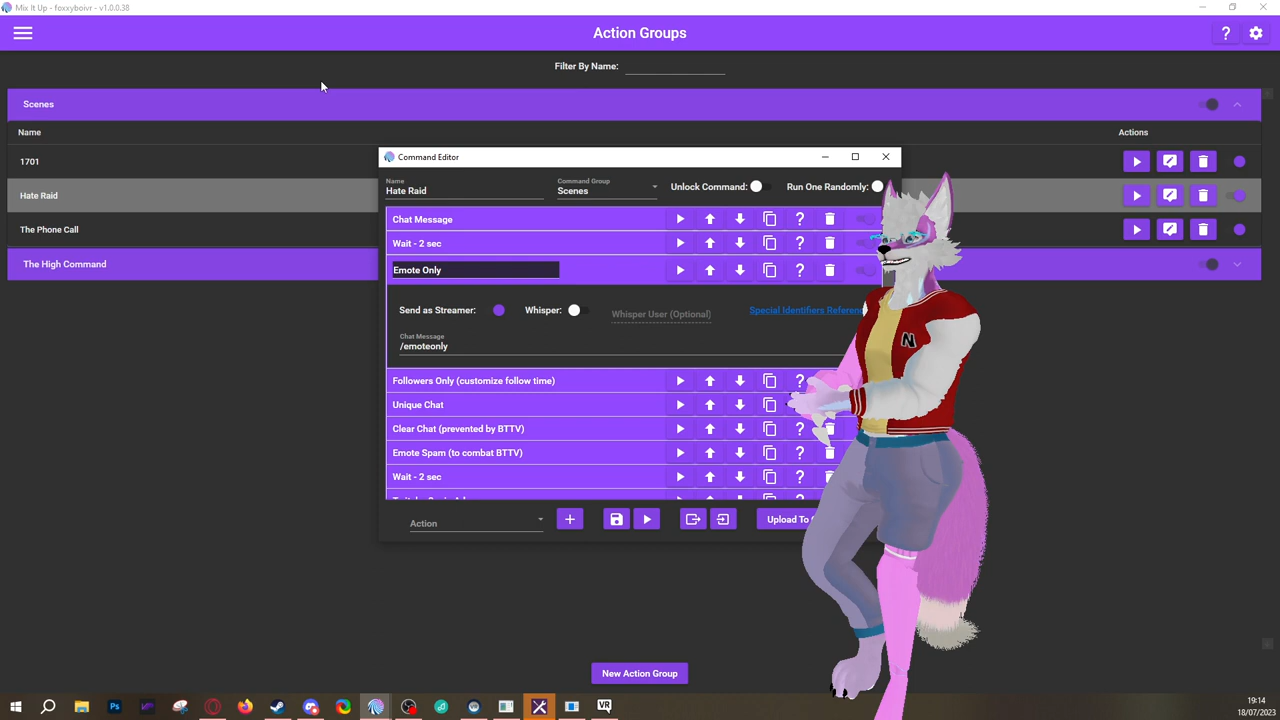 Mix It Up - foxxyboivr - v1.0.0.38
Action Groups
?
Filter By Name:
Scenes
Name
Actions
1701
Hate Raid
The Phone Call
The High Command
Command Editor
Name
Hate Raid
Command Group
Scenes
Unlock Command:
Run One Randomly:
Chat Message
?
Wait - 2 sec
?
Emote Only
?
Send as Streamer:
Whisper:
Whisper User (Optional)
Special Identifiers Referenc
Chat Message
/emoteonly
Followers Only (customize follow time)
?
Unique Chat
Clear Chat (prevented by BTTV)
?
Emote Spam (to combat BTTV)
?
Wait - 2 sec
?
Action
Upload To
N
New Action Group
Ps
VR
19:14
18/07/2023